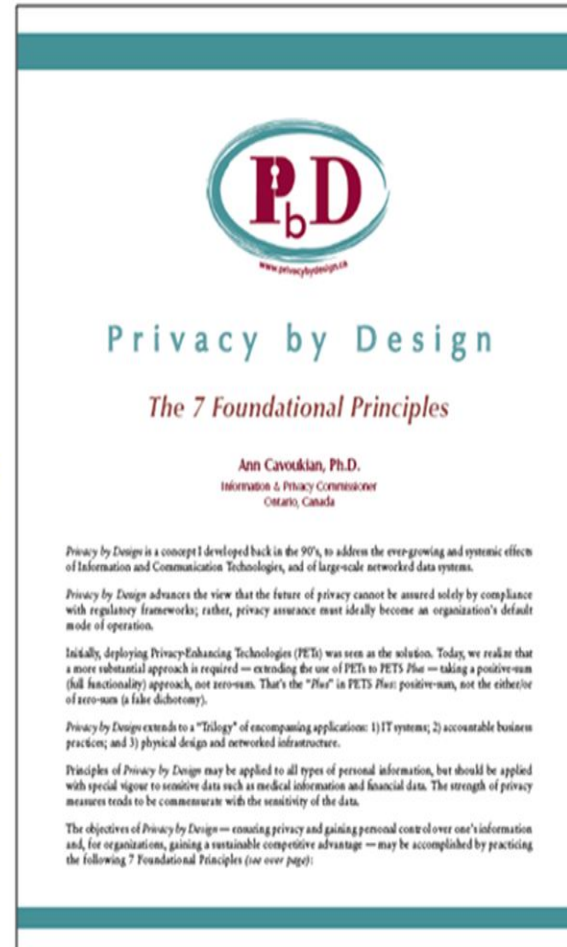 PbD
www.privacybydesign.ca
Privacy by Design
The 7 Foundational Principles
Ann Cavoukian, Ph.D.
Information & Privacy Commissioner
Ontario, Canada
Privacy by Design is a concept I developed back in the 90's, to address the ever-growing and systemic effects
of Information and Communication Technologies, and of large-scale networked data systems.
Privacy by Design advances the view that the future of privacy cannot be assured solely by compliance
with regulatory frameworks; rather, privacy assurance must ideally become an organization's default
mode of operation.
Initially, deploying Privacy-Enhancing Technologies (PETs) was seen as the solution. Today, we realize that
a more substantial approach is required — extending the use of PETs to PETS Plus — taking a positive-sum
(full functionality) approach, not zero-sum. That's the "Plus" in PETS Plus: positive-sum, not the either/or
of zero-sum (a false dichotomy).
Privacy by Design extends to a "Trilogy" of encompassing applications: 1) IT systems; 2) accountable business
practices; and 3) physical design and networked infrastructure.
Principles of Privacy by Design may be applied to all types of personal information, but should be applied
with special vigour to sensitive data such as medical information and financial data. The strength of privacy
measures tends to be commensurate with the sensitivity of the data.
The objectives of Privacy by Design — ensuring privacy and gaining personal control over one's information
and, for organizations, gaining a sustainable competitive advantage — may be accomplished by practicing
the following 7 Foundational Principles (see over page):